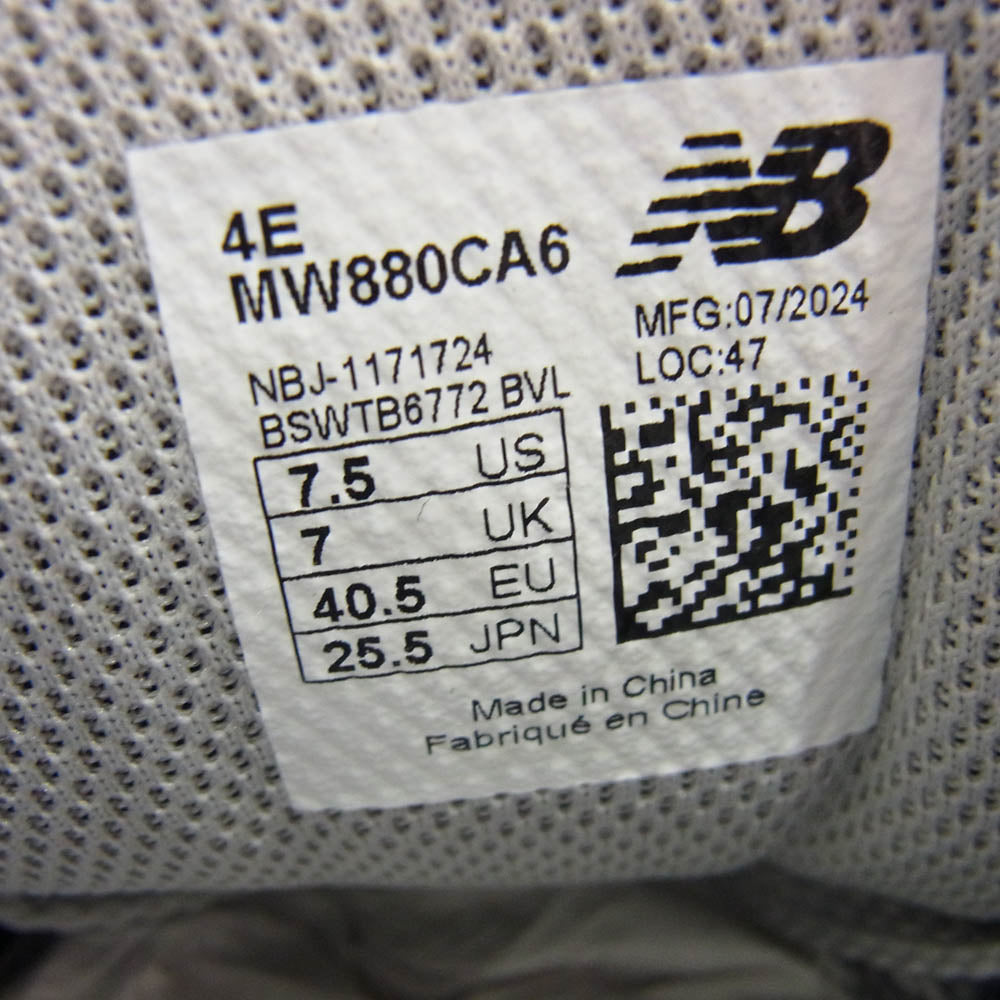 NB
4E
MW880CA6
MFG:07/2024
LOC:47
NBJ-1171724
BSWTB6772 BVL
7.5 US
7 UK
40.5 EU
25.5 JPN
Made in China
Fabriqué en Chine